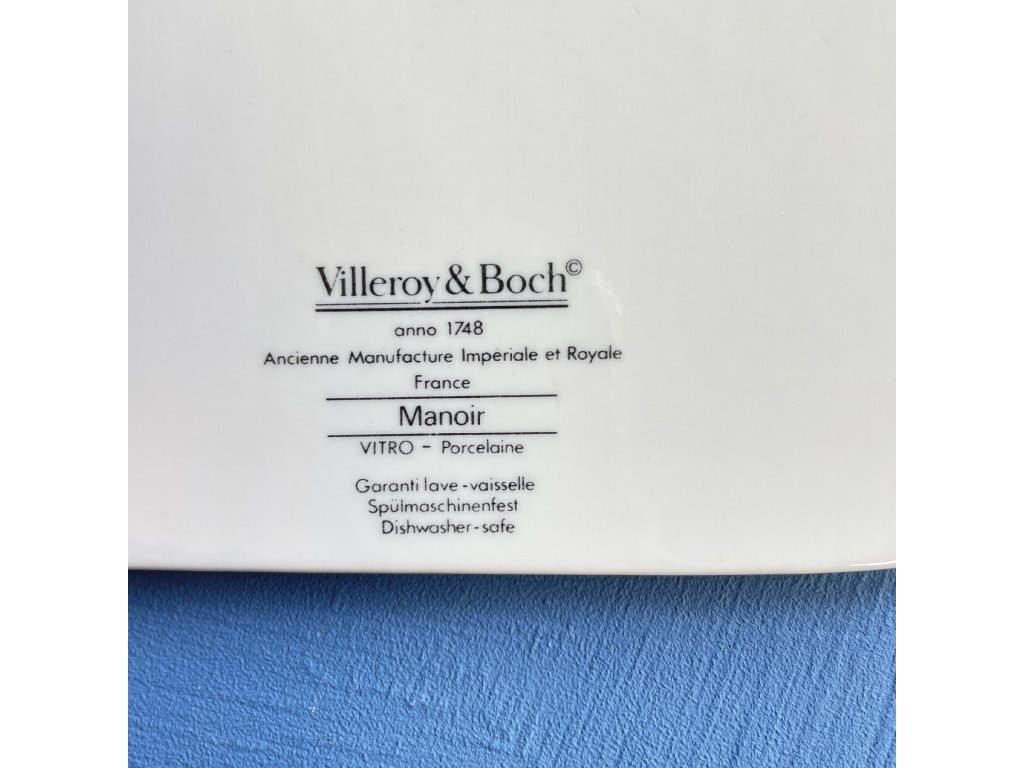 Villeroy & Boch©
anno 1748
Ancienne Manufacture Impériale et Royale
France
Manoir
VITRO - Porcelaine
Garanti lave-vaisselle
Spülmaschinenfest
Dishwasher-safe